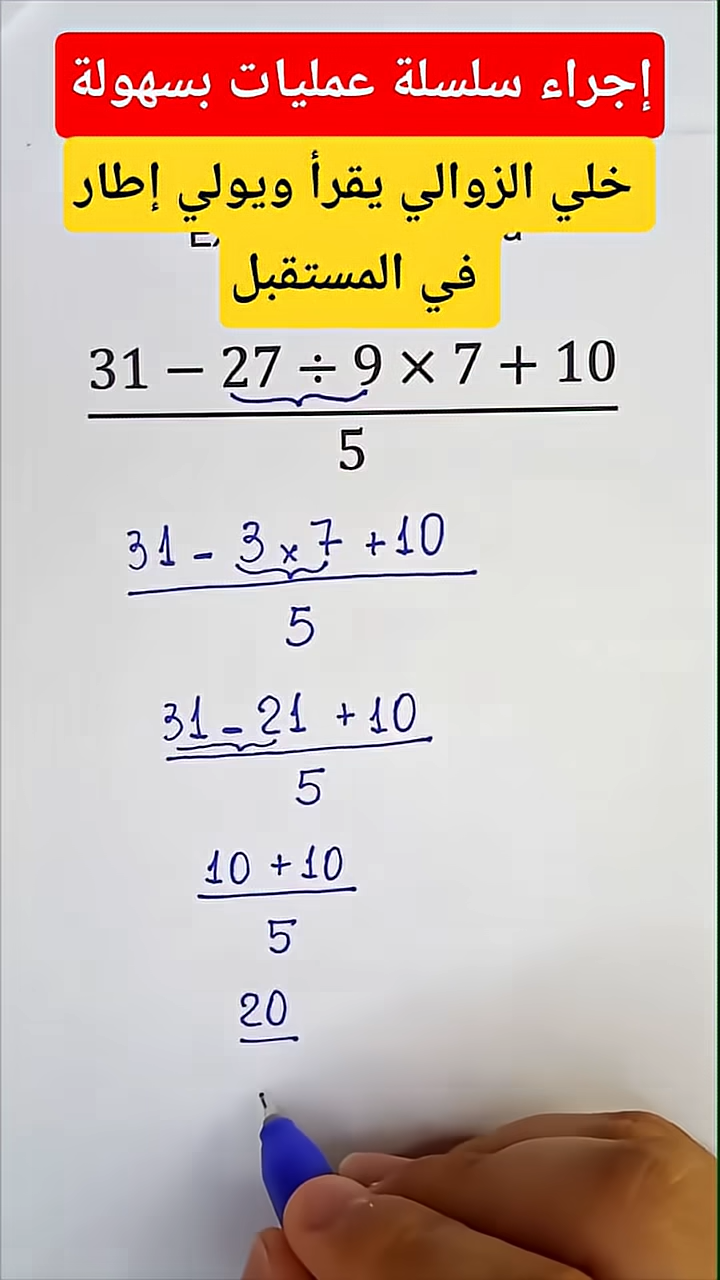 إجراء سلسلة عمليات بسهولة
خلي الزوالي يقرأ ويولي إطار
في المستقبل
31 − 27 ÷ 9 × 7 + 10
5
31 - 3 × 7 + 10
5
31 - 21 + 10
5
10 + 10
5
20